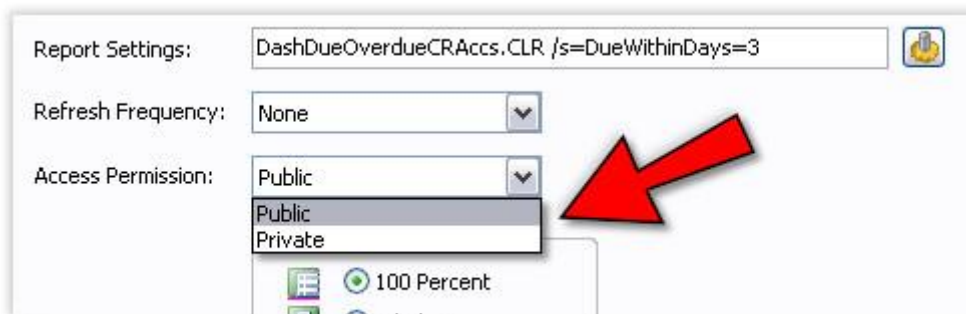 Report Settings: DashDueOverdueCRAccs.CLR /s=DueWithinDays=3
Refresh Frequency: None
Access Permission: Public
Public
Private
100 Percent